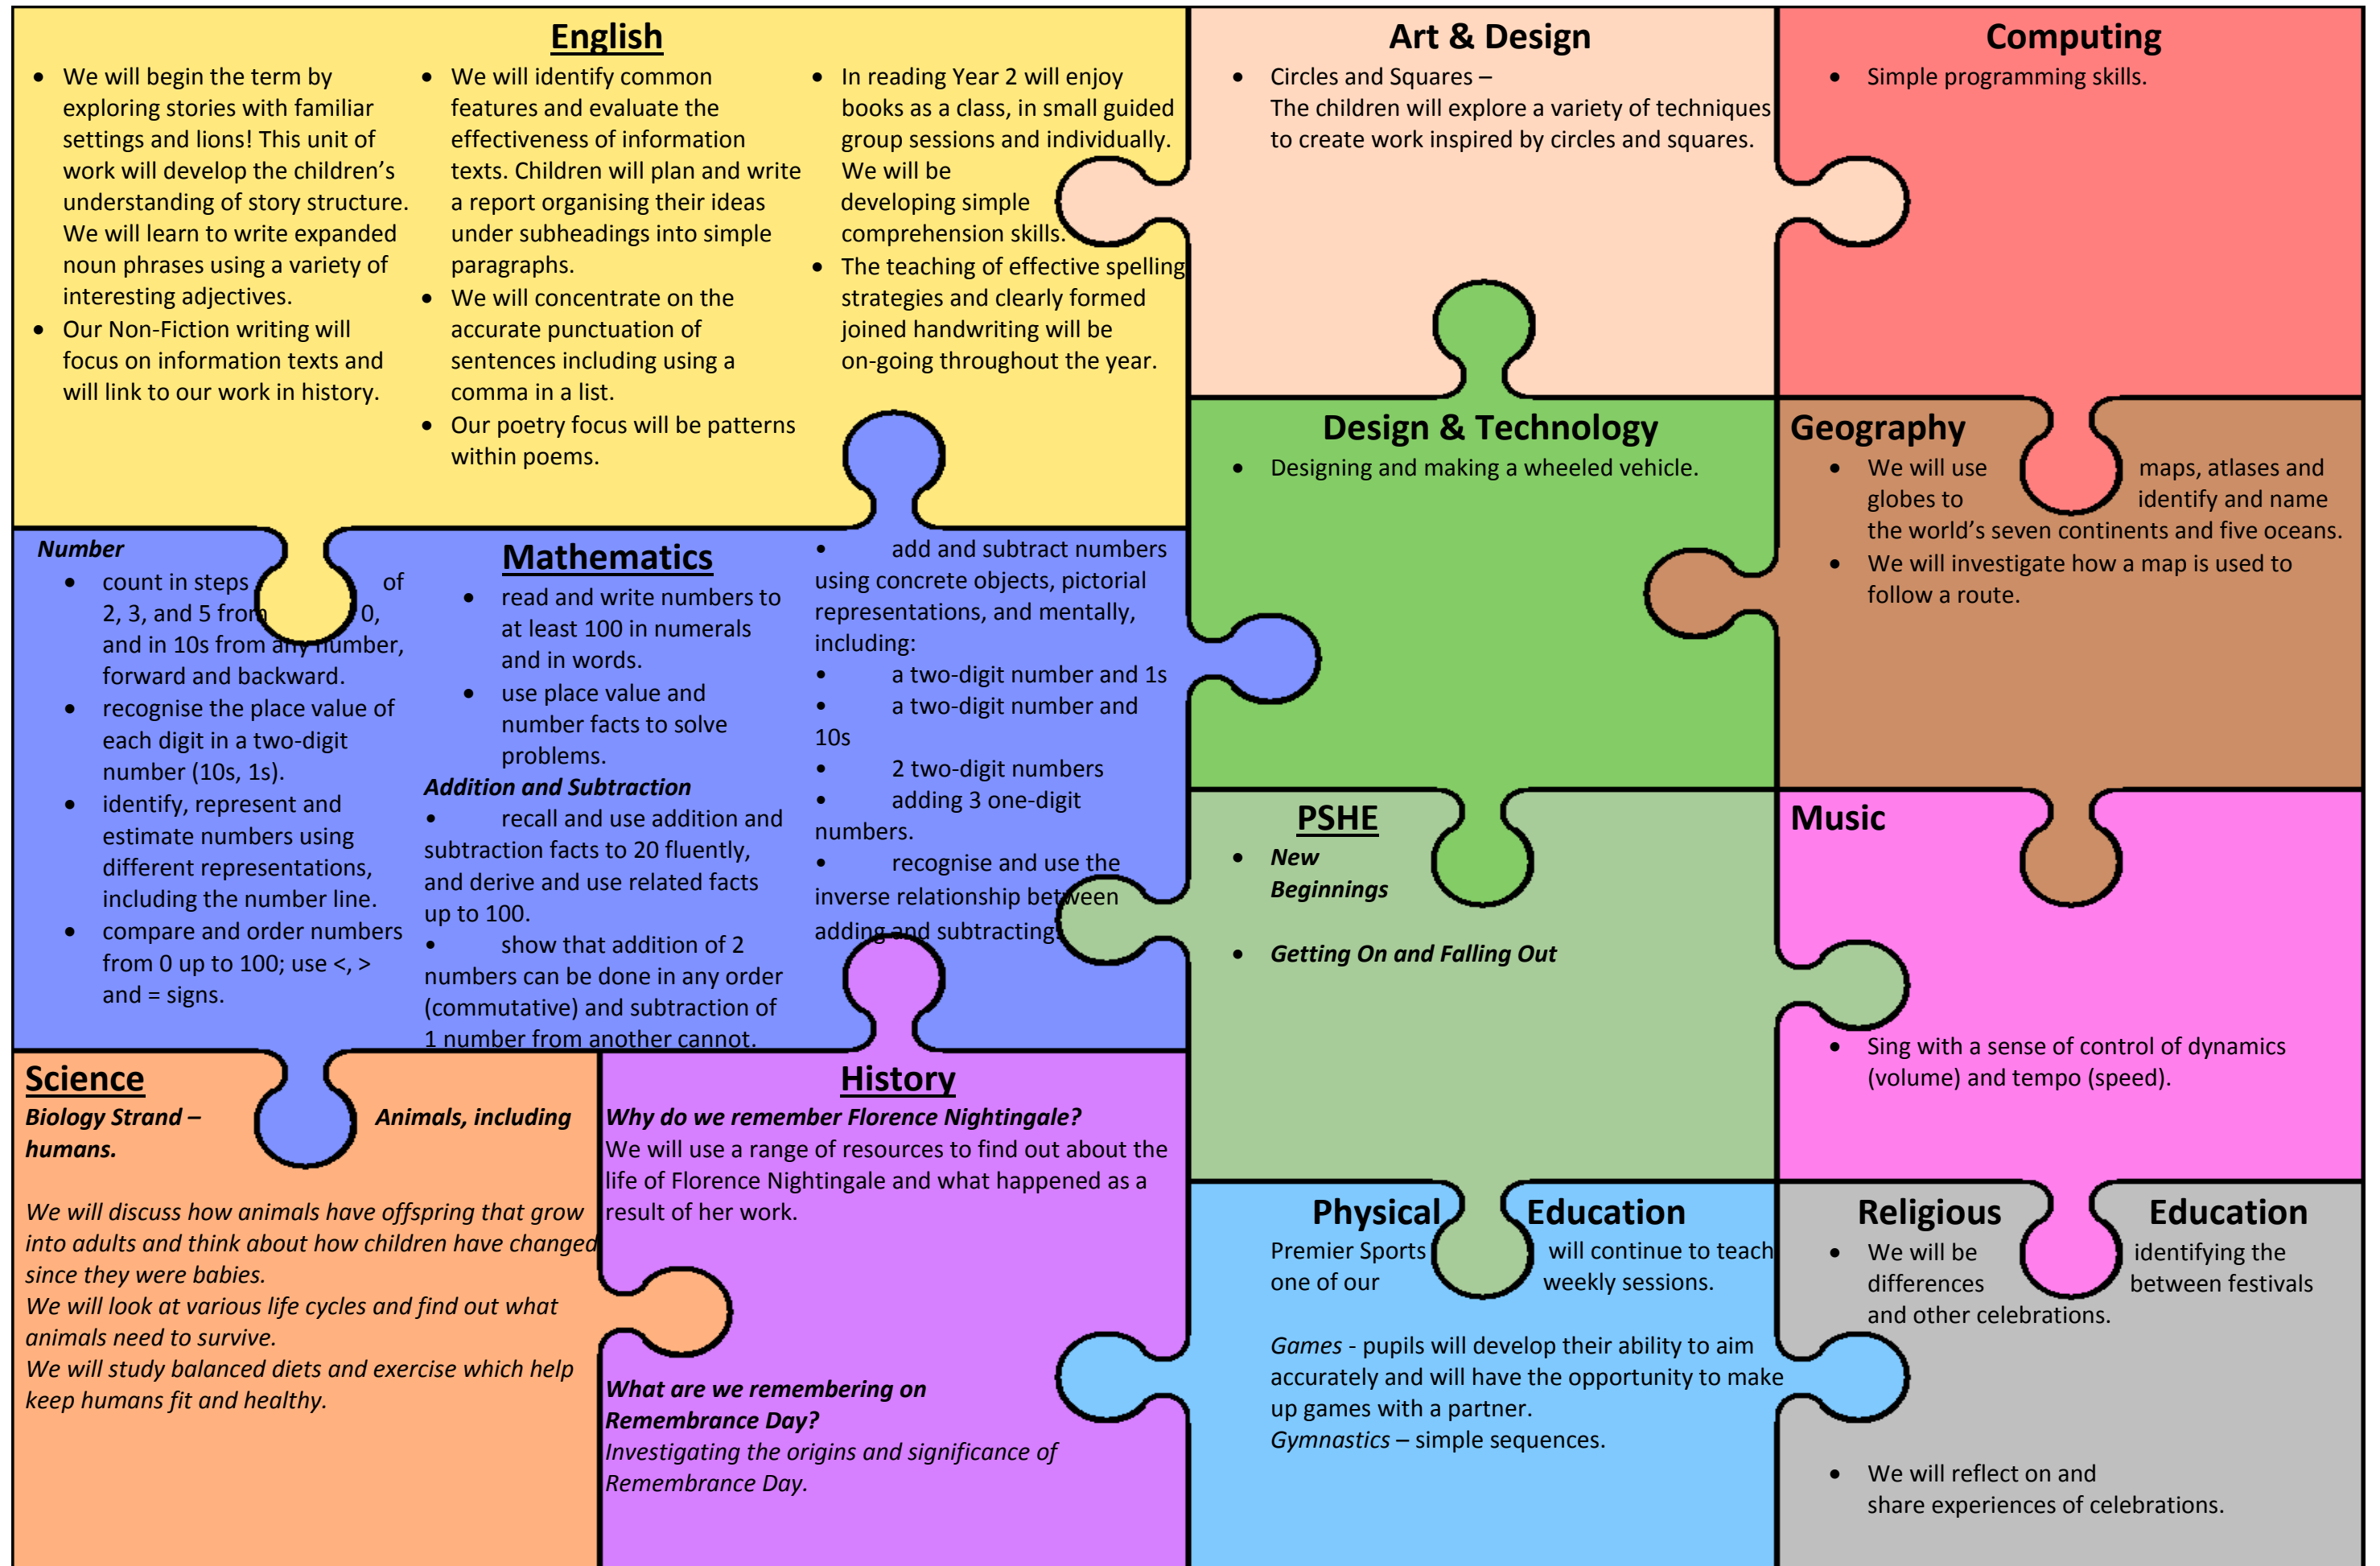 English
• We will begin the term by
exploring stories with familiar
settings and lions! This unit of
work will develop the children's
understanding of story structure.
We will learn to write expanded
noun phrases using a variety of
interesting adjectives.
• Our Non-Fiction writing will
focus on information texts and
will link to our work in history.
• We will identify common
features and evaluate the
effectiveness of information
texts. Children will plan and write
a report organising their ideas
under subheadings into simple
paragraphs.
• We will concentrate on the
accurate punctuation of
sentences including using a
comma in a list.
• Our poetry focus will be patterns
within poems.
• In reading Year 2 will enjoy
books as a class, in small guided
group sessions and individually.
We will be
developing simple
comprehension skills.
• The teaching of effective spelling
strategies and clearly formed
joined handwriting will be
on-going throughout the year.
Art & Design
• Circles and Squares –
The children will explore a variety of techniques
to create work inspired by circles and squares.
Computing
• Simple programming skills.
Design & Technology
• Designing and making a wheeled vehicle.
Geography
• We will use maps, atlases and
globes to identify and name
the world's seven continents and five oceans.
• We will investigate how a map is used to
follow a route.
Number
• count in steps of
2, 3, and 5 from 0,
and in 10s from any number,
forward and backward.
• recognise the place value of
each digit in a two-digit
number (10s, 1s).
• identify, represent and
estimate numbers using
different representations,
including the number line.
• compare and order numbers
from 0 up to 100; use <, >
and = signs.
Mathematics
• read and write numbers to
at least 100 in numerals
and in words.
• use place value and
number facts to solve
problems.
Addition and Subtraction
• recall and use addition and
subtraction facts to 20 fluently,
and derive and use related facts
up to 100.
• show that addition of 2
numbers can be done in any order
(commutative) and subtraction of
1 number from another cannot.
• add and subtract numbers
using concrete objects, pictorial
representations, and mentally,
including:
• a two-digit number and 1s
• a two-digit number and
10s
• 2 two-digit numbers
• adding 3 one-digit
numbers.
• recognise and use the
inverse relationship between
adding and subtracting.
PSHE
• New
Beginnings
• Getting On and Falling Out
Music
• Sing with a sense of control of dynamics
(volume) and tempo (speed).
Science
Biology Strand – Animals, including
humans.
We will discuss how animals have offspring that grow
into adults and think about how children have changed
since they were babies.
We will look at various life cycles and find out what
animals need to survive.
We will study balanced diets and exercise which help
keep humans fit and healthy.
History
Why do we remember Florence Nightingale?
We will use a range of resources to find out about the
life of Florence Nightingale and what happened as a
result of her work.
What are we remembering on
Remembrance Day?
Investigating the origins and significance of
Remembrance Day.
Physical Education
Premier Sports will continue to teach
one of our weekly sessions.
Games - pupils will develop their ability to aim
accurately and will have the opportunity to make
up games with a partner.
Gymnastics – simple sequences.
Religious Education
• We will be identifying the
differences between festivals
and other celebrations.
• We will reflect on and
share experiences of celebrations.